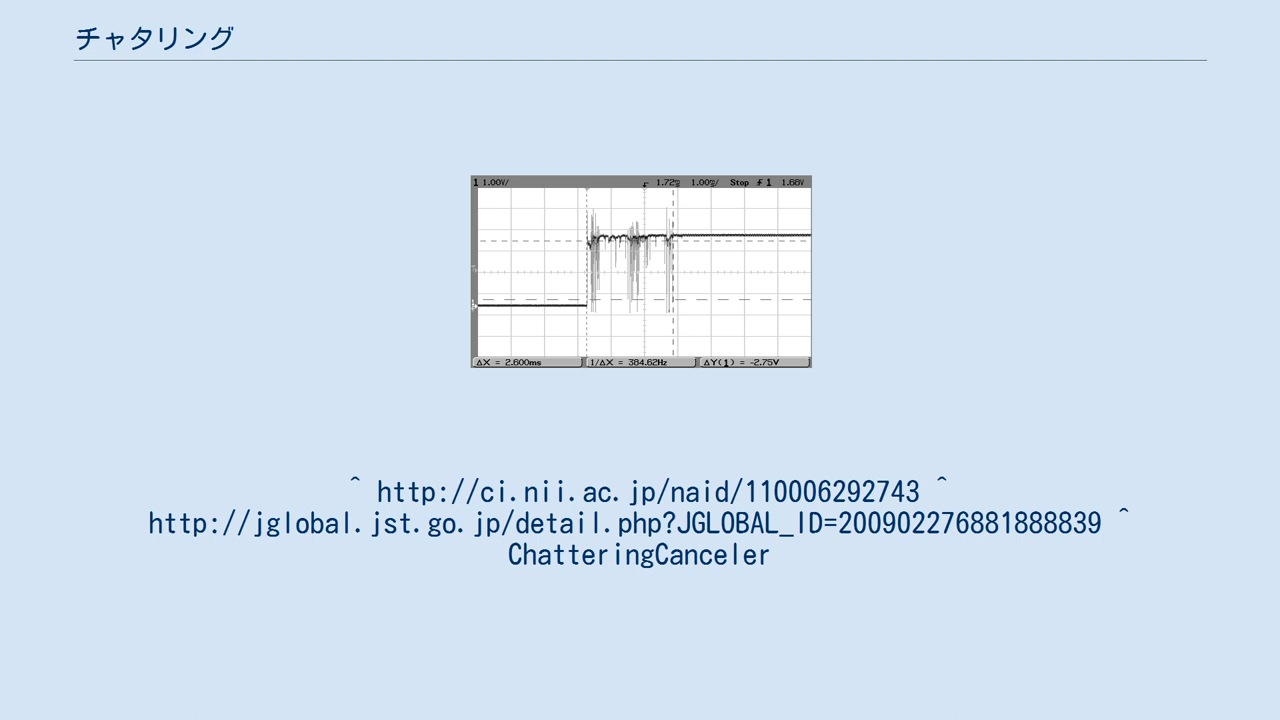 チャタリング
1 1.00V/ 1.72 1.00 Stop 1 1.68V
ΔX = 2.600ms 1/ΔX = 384.62Hz ΔY(1) = -2.75V
^ http://ci.nii.ac.jp/naid/110006292743 ^
http://jglobal.jst.go.jp/detail.php?JGLOBAL_ID=200902276881888839 ^
ChatteringCanceler